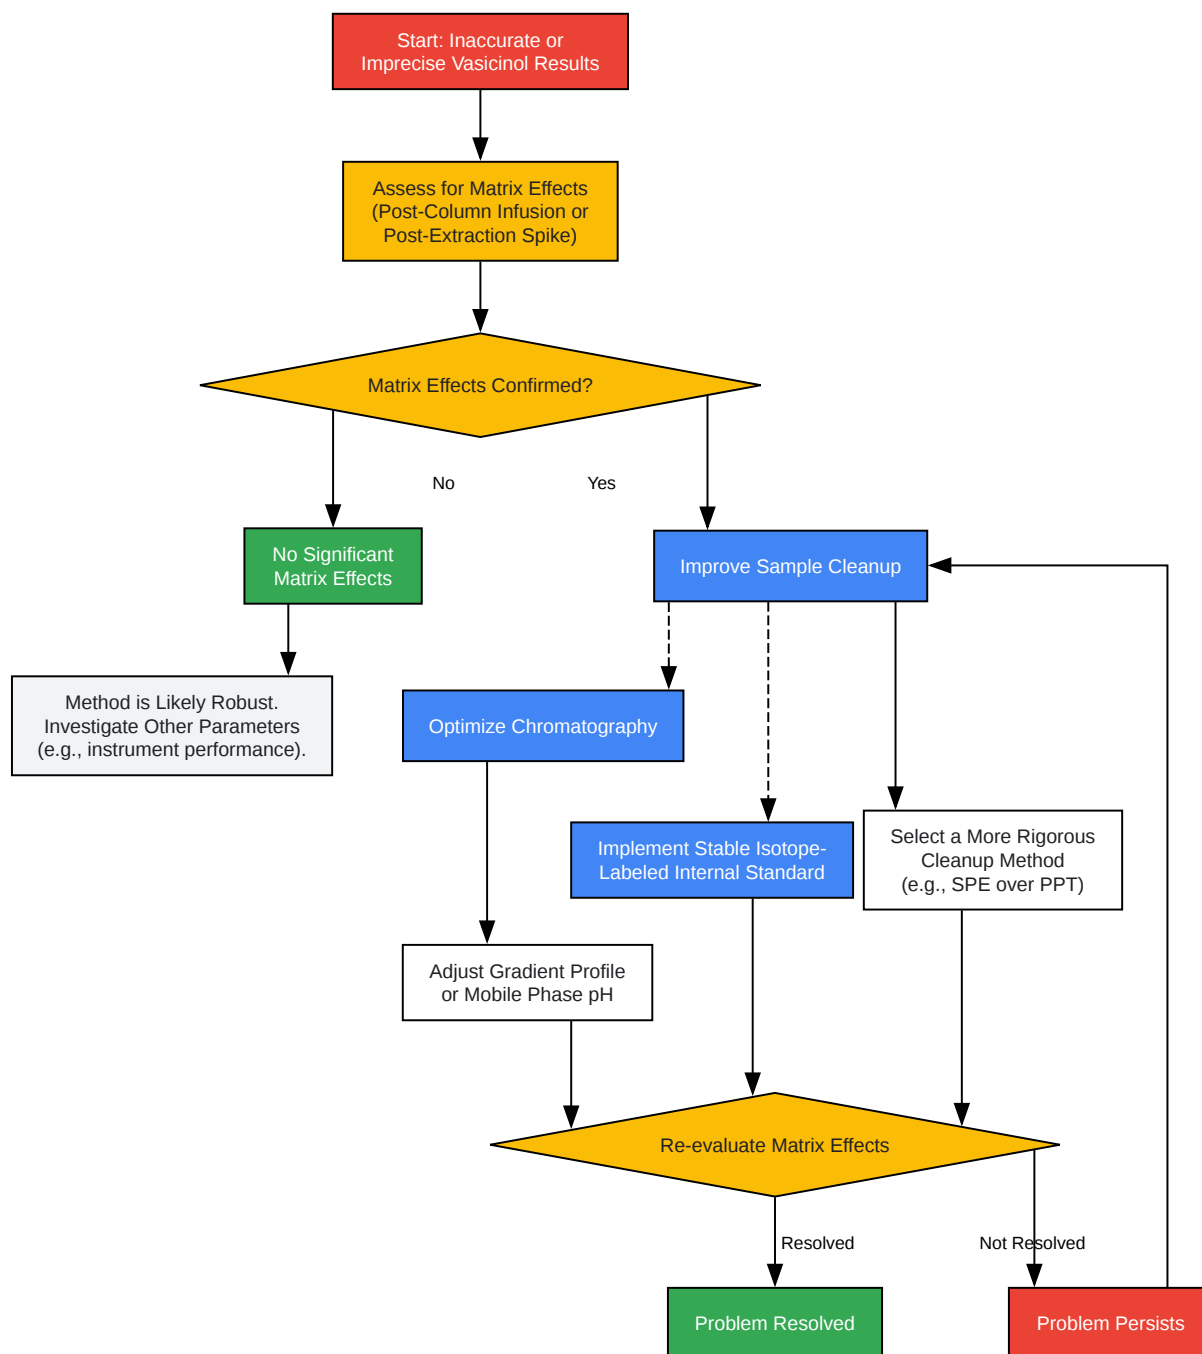 Start: Inaccurate or
Imprecise Vasicinol Results
Assess for Matrix Effects
(Post-Column Infusion or
Post-Extraction Spike)
Matrix Effects Confirmed?
No
Yes
No Significant
Matrix Effects
Improve Sample Cleanup
Method is Likely Robust.
Investigate Other Parameters
(e.g., instrument performance).
Optimize Chromatography
Implement Stable Isotope-
Labeled Internal Standard
Select a More Rigorous
Cleanup Method
(e.g., SPE over PPT)
Adjust Gradient Profile
or Mobile Phase pH
Re-evaluate Matrix Effects
Resolved
Not Resolved
Problem Resolved
Problem Persists